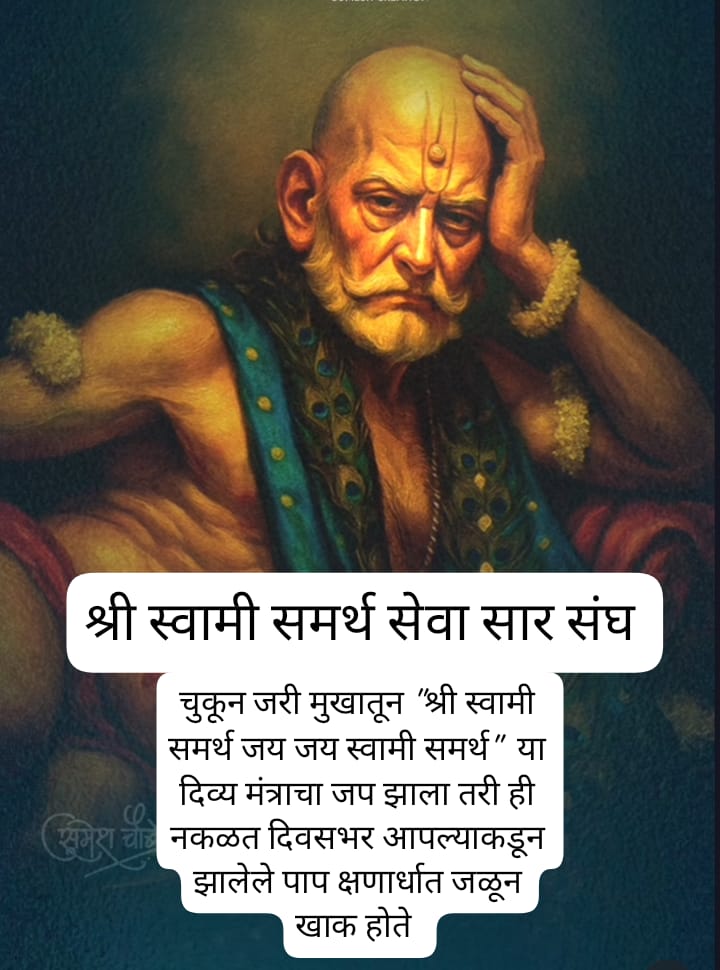 श्री स्वामी समर्थ सेवा सार संघ
चुकून जरी मुखातून "श्री स्वामी
समर्थ जय जय स्वामी समर्थ" या
दिव्य मंत्राचा जप झाला तरी ही
नकळत दिवसभर आपल्याकडून
झालेले पाप क्षणार्धात जळून
खाक होते